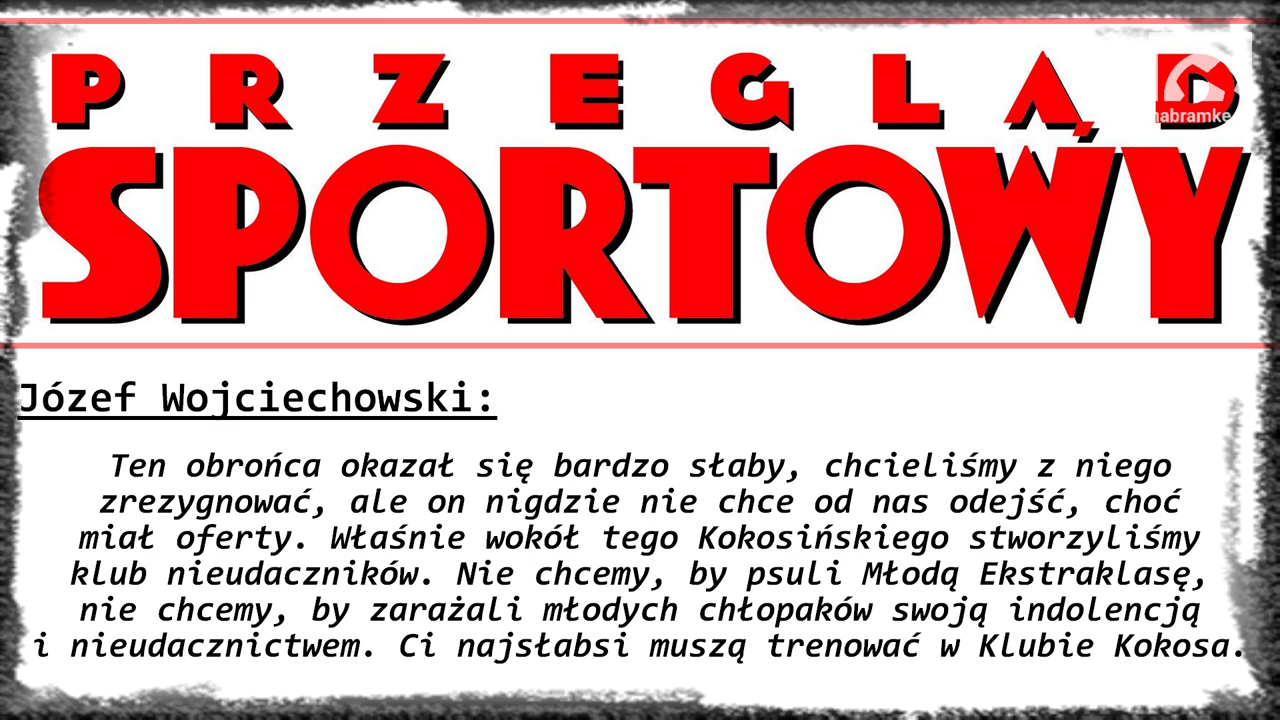 PRZEGLĄD
nabramke
SPORTOWY
Józef Wojciechowski:
Ten obrońca okazał się bardzo słaby, chcieliśmy z niego
zrezygnować, ale on nigdzie nie chce od nas odejść, choć
miał oferty. Właśnie wokół tego Kokosińskiego stworzyliśmy
klub nieudaczników. Nie chcemy, by psuli Młodą Ekstraklasę,
nie chcemy, by zarażali młodych chłopaków swoją indolencją
i nieudacznictwem. Ci najsłabsi muszą trenować w Klubie Kokosa.